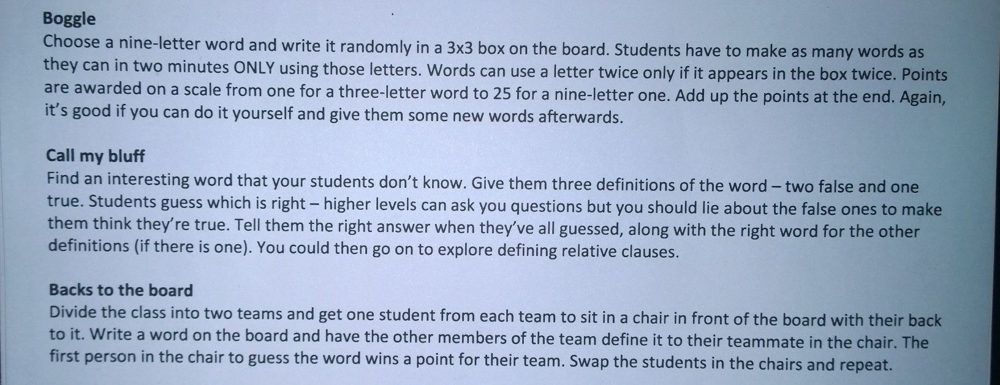 Boggle
Choose a nine-letter word and write it randomly in a 3x3 box on the board. Students have to make as many words as
they can in two minutes ONLY using those letters. Words can use a letter twice only if it appears in the box twice. Points
are awarded on a scale from one for a three-letter word to 25 for a nine-letter one. Add up the points at the end. Again,
it's good if you can do it yourself and give them some new words afterwards.
Call my bluff
Find an interesting word that your students don't know. Give them three definitions of the word – two false and one
true. Students guess which is right – higher levels can ask you questions but you should lie about the false ones to make
them think they're true. Tell them the right answer when they've all guessed, along with the right word for the other
definitions (if there is one). You could then go on to explore defining relative clauses.
Backs to the board
Divide the class into two teams and get one student from each team to sit in a chair in front of the board with their back
to it. Write a word on the board and have the other members of the team define it to their teammate in the chair. The
first person in the chair to guess the word wins a point for their team. Swap the students in the chairs and repeat.